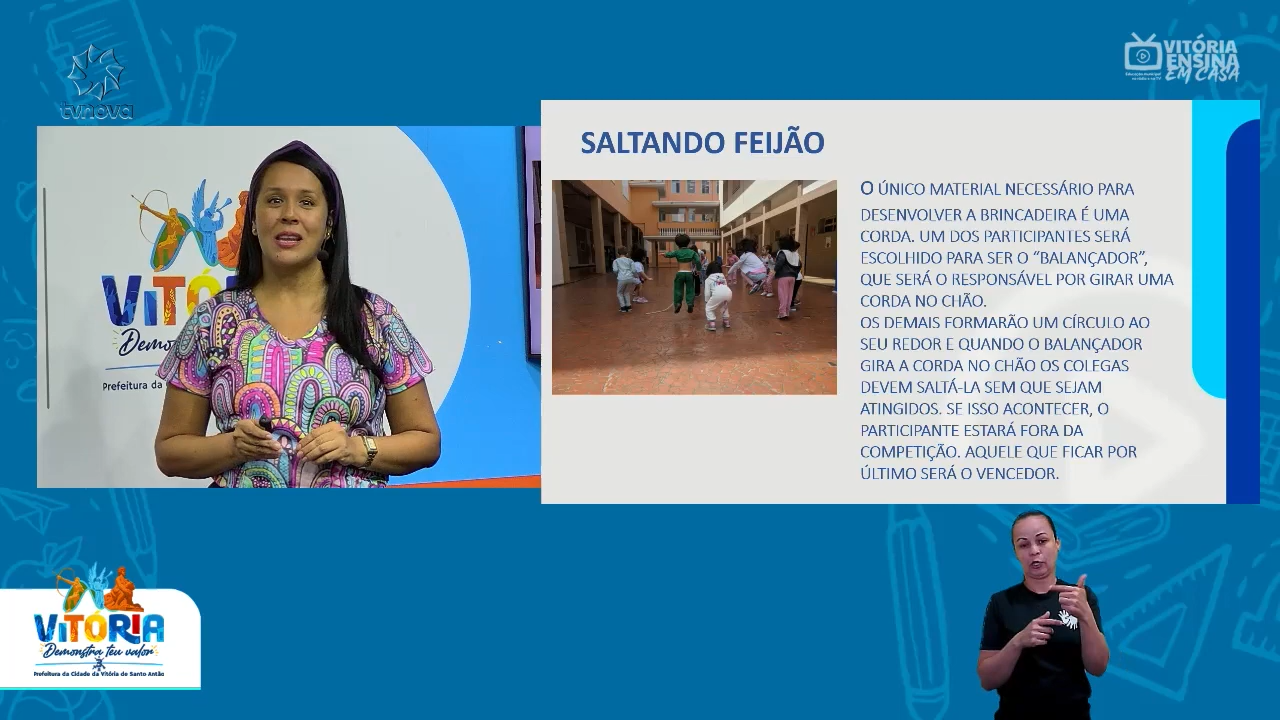 tvnova
VITÓRIA
ENSINA
EM CASA
SALTANDO FEIJÃO
O ÚNICO MATERIAL NECESSÁRIO PARA
DESENVOLVER A BRINCADEIRA É UMA
CORDA. UM DOS PARTICIPANTES SERÁ
ESCOLHIDO PARA SER O “BALANÇADOR”,
QUE SERÁ O RESPONSÁVEL POR GIRAR UMA
CORDA NO CHÃO.
OS DEMAIS FORMARÃO UM CÍRCULO AO
SEU REDOR E QUANDO O BALANÇADOR
GIRA A CORDA NO CHÃO OS COLEGAS
DEVEM SALTÁ-LA SEM QUE SEJAM
ATINGIDOS. SE ISSO ACONTECER, O
PARTICIPANTE ESTARÁ FORA DA
COMPETIÇÃO. AQUELE QUE FICAR POR
ÚLTIMO SERÁ O VENCEDOR.
VITÓ
Demo
Prefeitura da
VITÓRIA
Demonstra teu valor
Prefeitura da Cidade da Vitória de Santo Antão